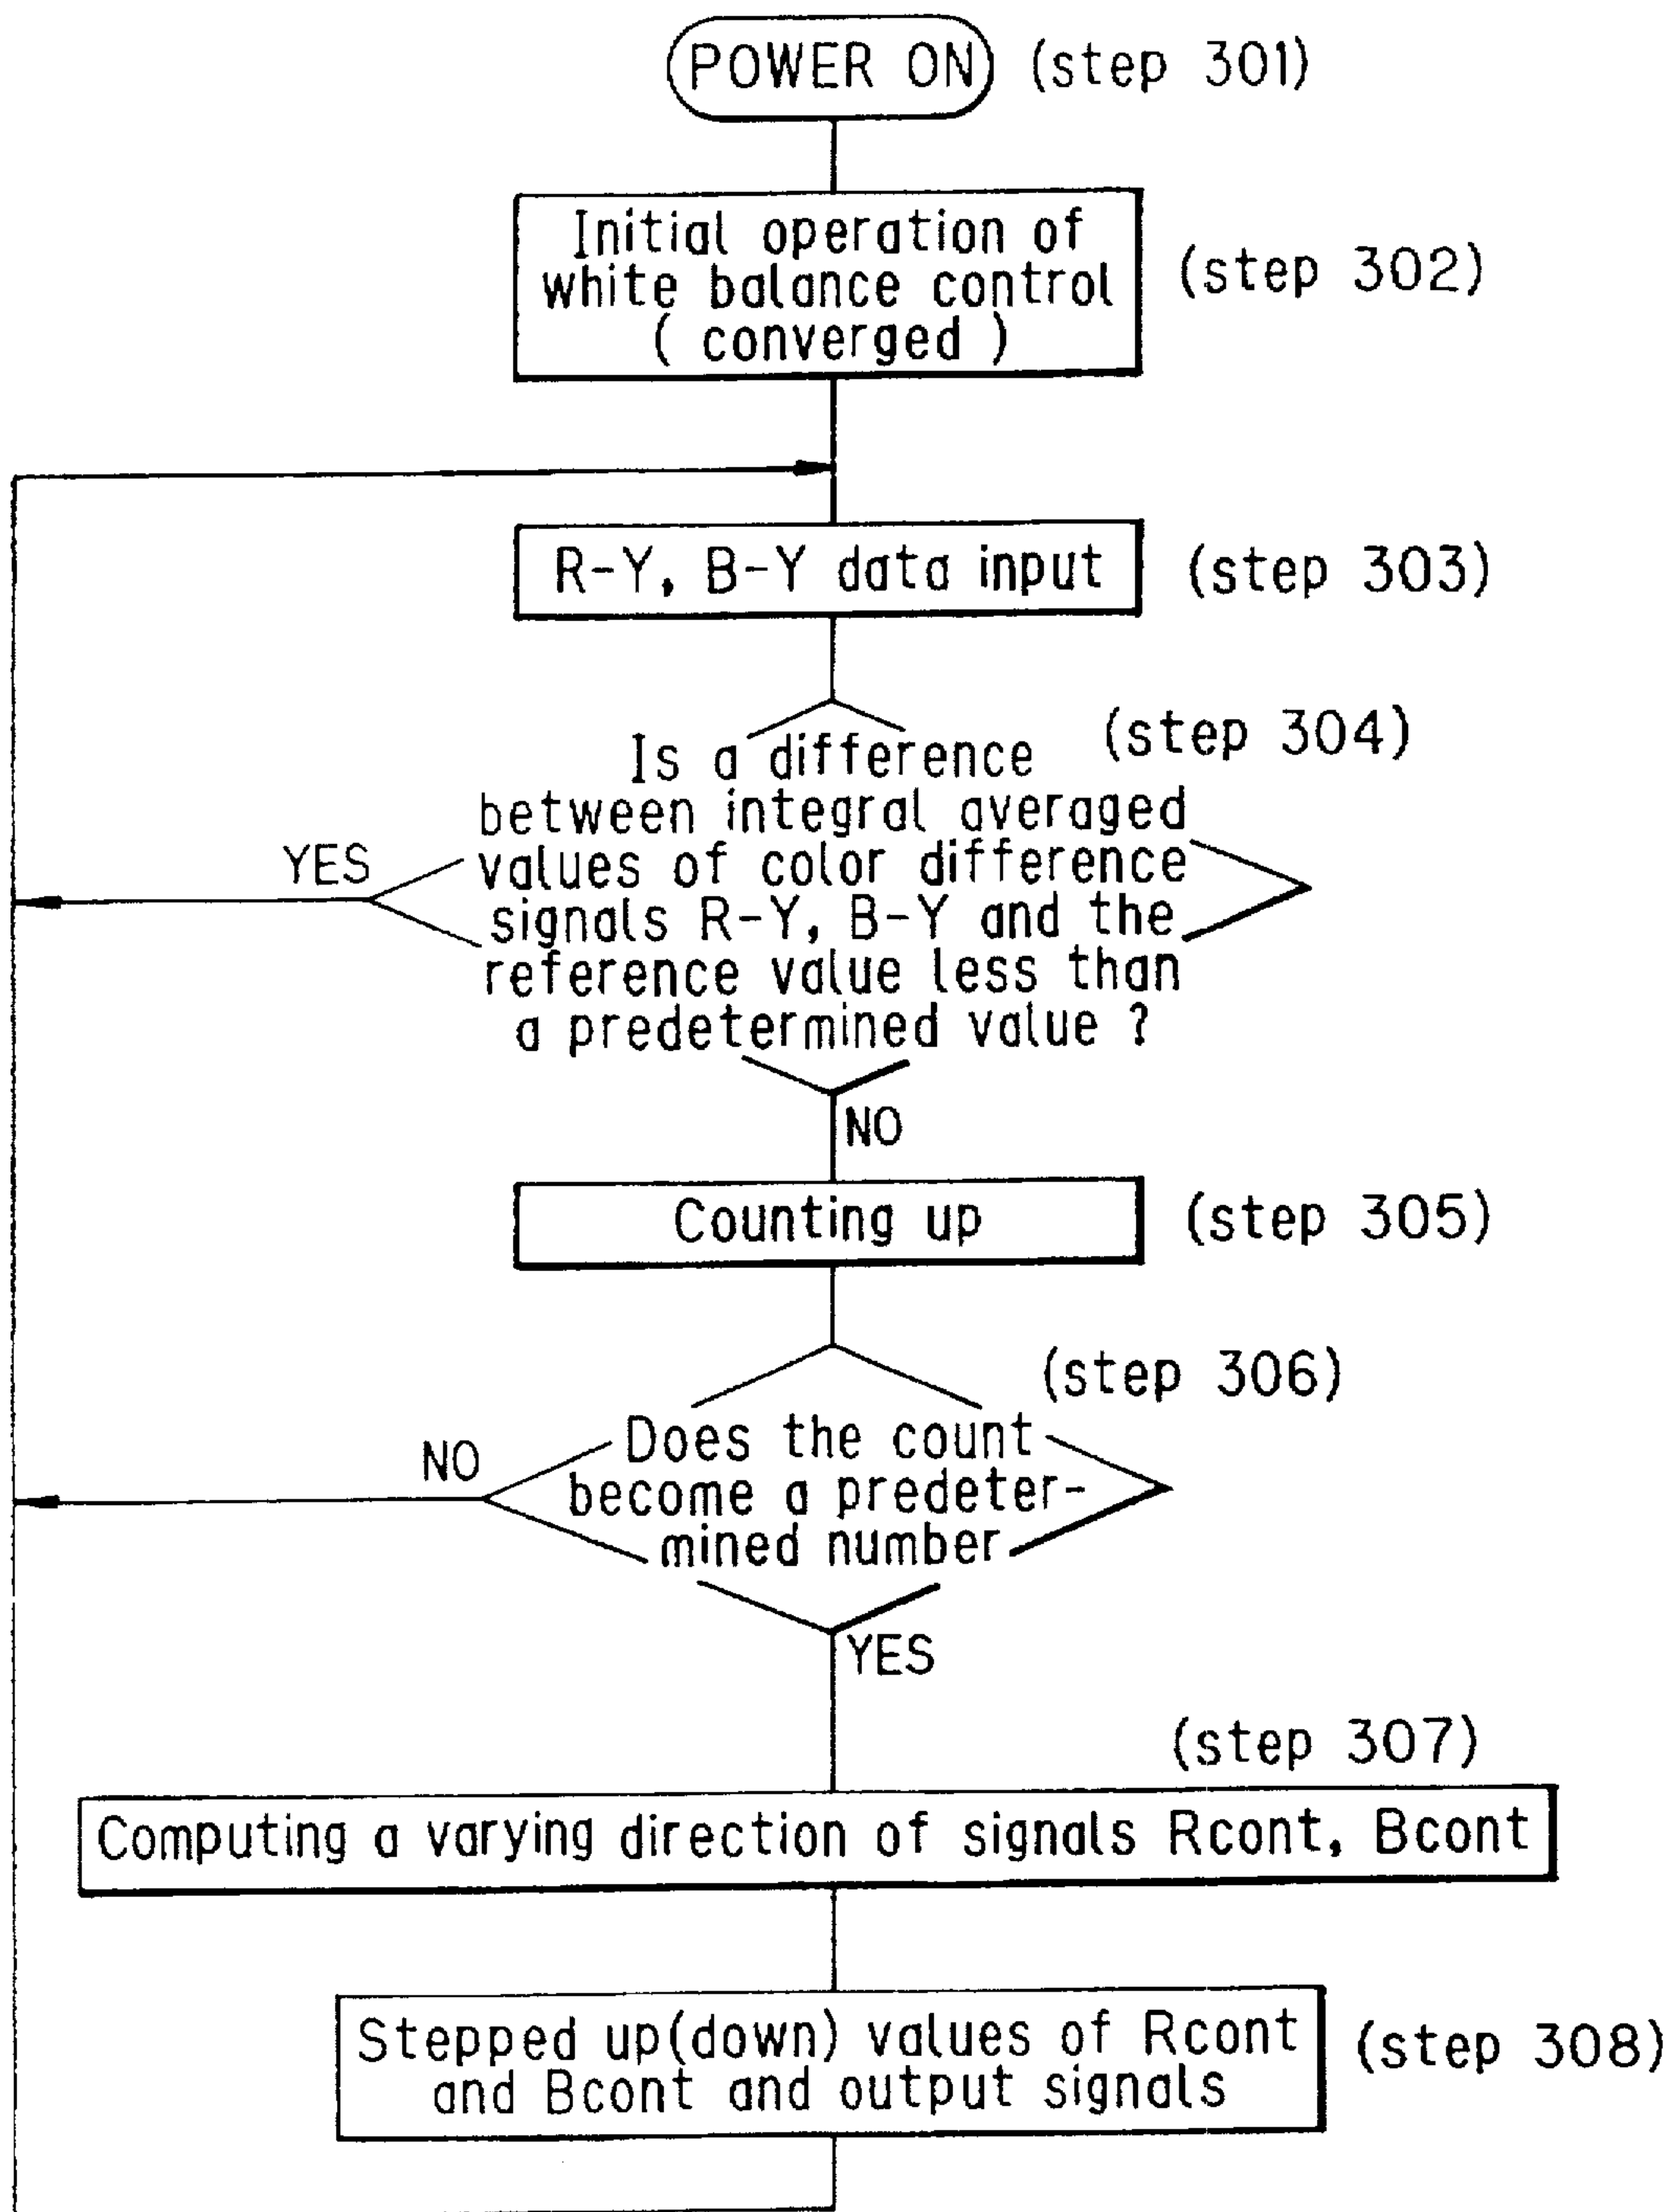 POWER ON (step 301)
Initial operation of
white balance control
( converged )
(step 302)
R-Y, B-Y data input (step 303)
(step 304)
Is a difference
between integral averaged
values of color difference
signals R-Y, B-Y and the
reference value less than
a predetermined value ?
YES
NO
Counting up (step 305)
(step 306)
Does the count
become a predeter-
mined number
NO
YES
(step 307)
Computing a varying direction of signals Rcont, Bcont
Stepped up(down) values of Rcont
and Bcont and output signals
(step 308)